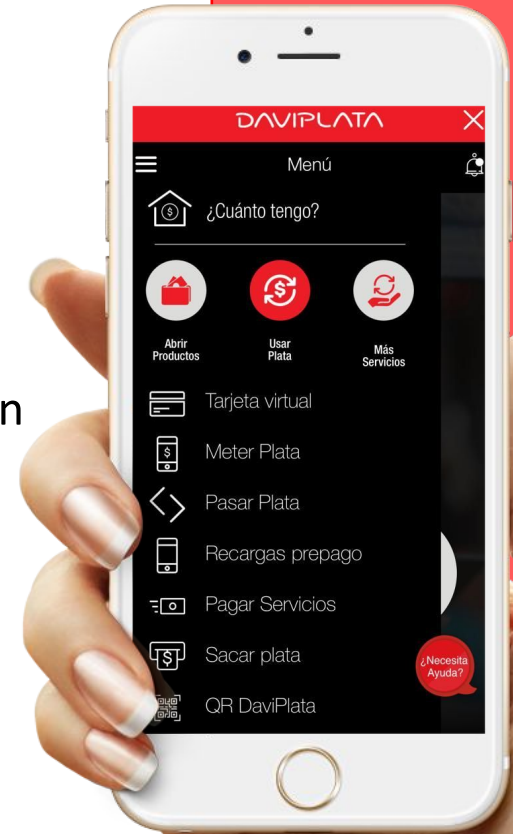 DAVIPLATA
Menú
¿Cuánto tengo?
Abrir
Productos
Usar
Plata
Más
Servicios
n
Tarjeta virtual
Meter Plata
Pasar Plata
Recargas prepago
Pagar Servicios
Sacar plata
¿Necesita
Ayuda?
QR DaviPlata